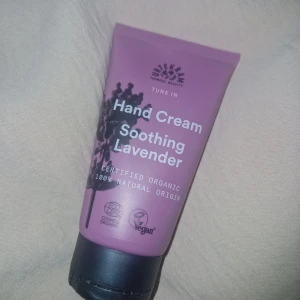 TUNE IN
Hand Cream
Soothing
Lavender
CERTIFIED ORGANIC
100% NATURAL ORIGIN
vegan